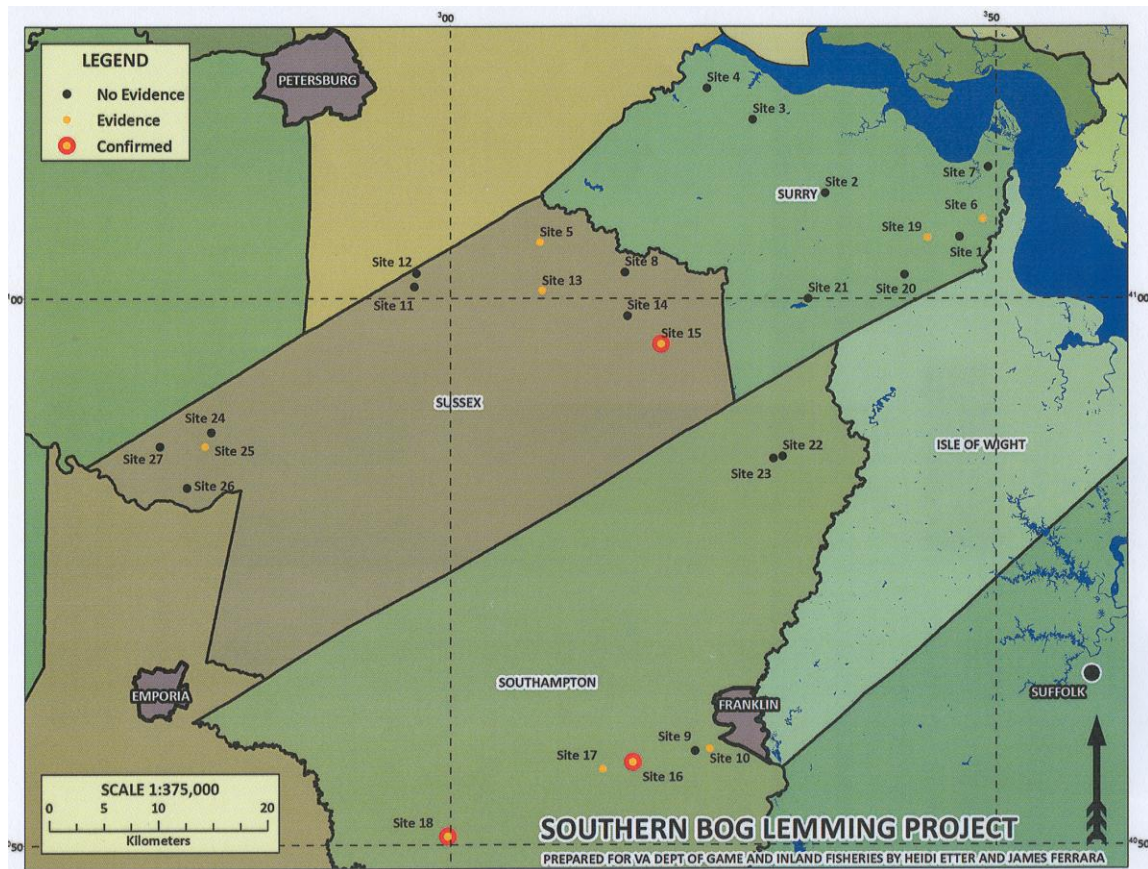 ³00
³50
LEGEND
No Evidence
Evidence
Confirmed
PETERSBURG
Site 4
Site 3
Site 7
Site 2
SURRY
Site 6
Site 19
Site 1
Site 5
Site 12
Site 8
Site 13
Site 11
Site 20
Site 21
⁴¹00
Site 14
Site 15
SUSSEX
Site 24
Site 27
Site 25
Site 22
Site 23
ISLE OF WIGHT
Site 26
SOUTHAMPTON
EMPORIA
FRANKLIN
SUFFOLK
Site 9
Site 17
Site 10
Site 16
SCALE 1:375,000
0 5 10 20
Kilometers
Site 18
SOUTHERN BOG LEMMING PROJECT
⁴⁰50
PREPARED FOR VA DEPT OF GAME AND INLAND FISHERIES BY HEIDI ETTER AND JAMES FERRARA